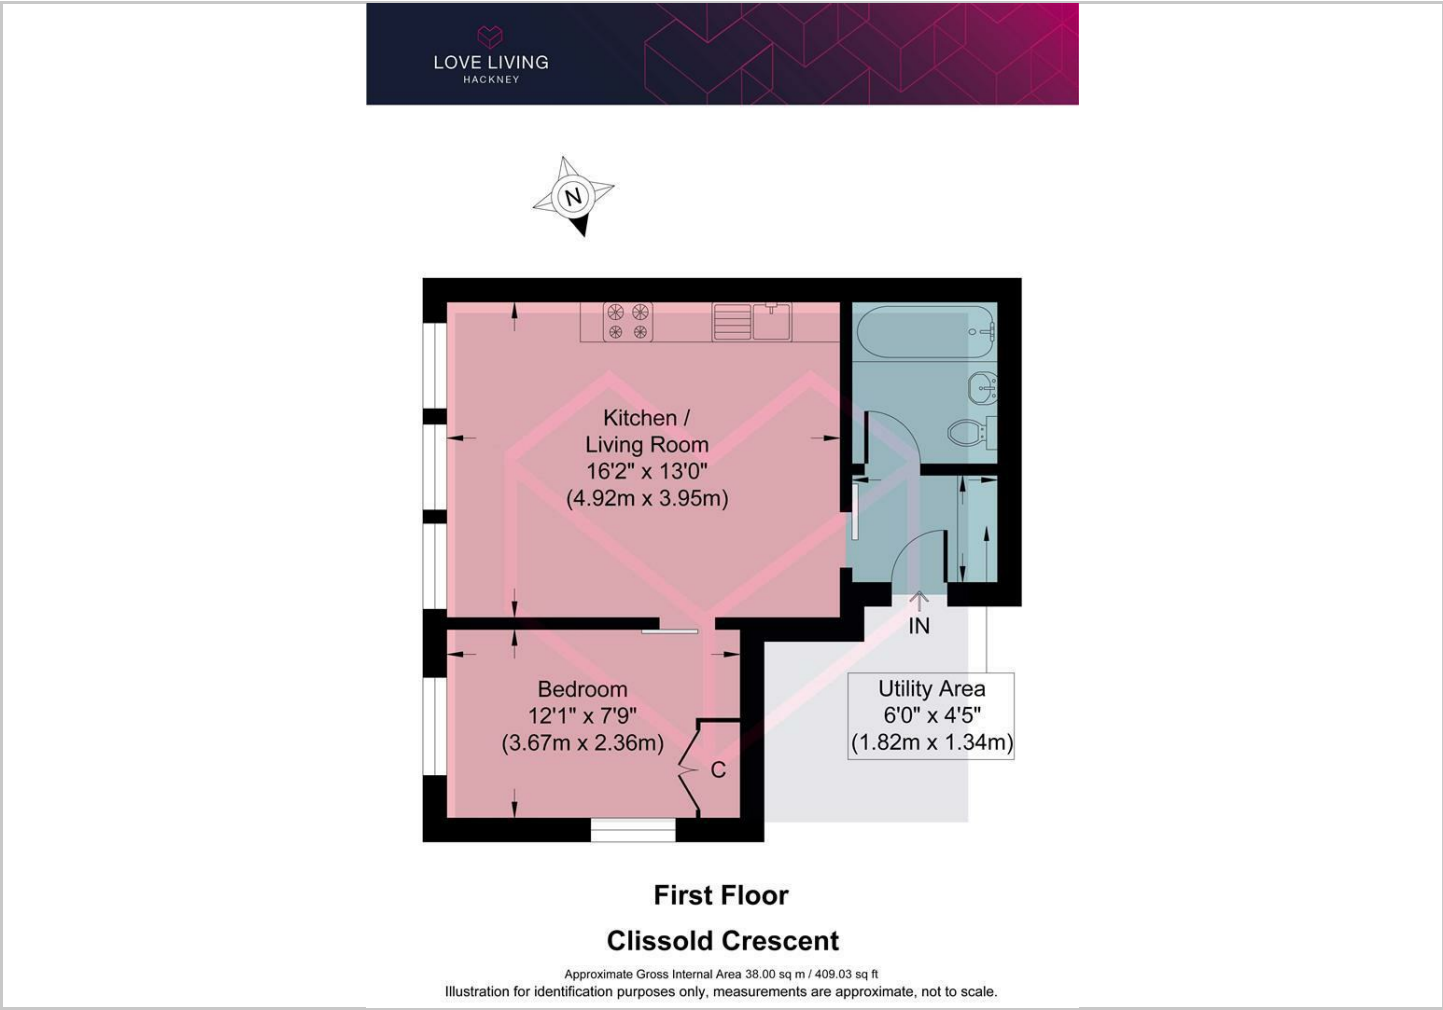 LOVE LIVING
HACKNEY
N
Kitchen /
Living Room
16'2" x 13'0"
(4.92m x 3.95m)
IN
Bedroom
12'1" x 7'9"
(3.67m x 2.36m)
C
Utility Area
6'0" x 4'5"
(1.82m x 1.34m)
First Floor
Clissold Crescent
Approximate Gross Internal Area 38.00 sq m / 409.03 sq ft
Illustration for identification purposes only, measurements are approximate, not to scale.